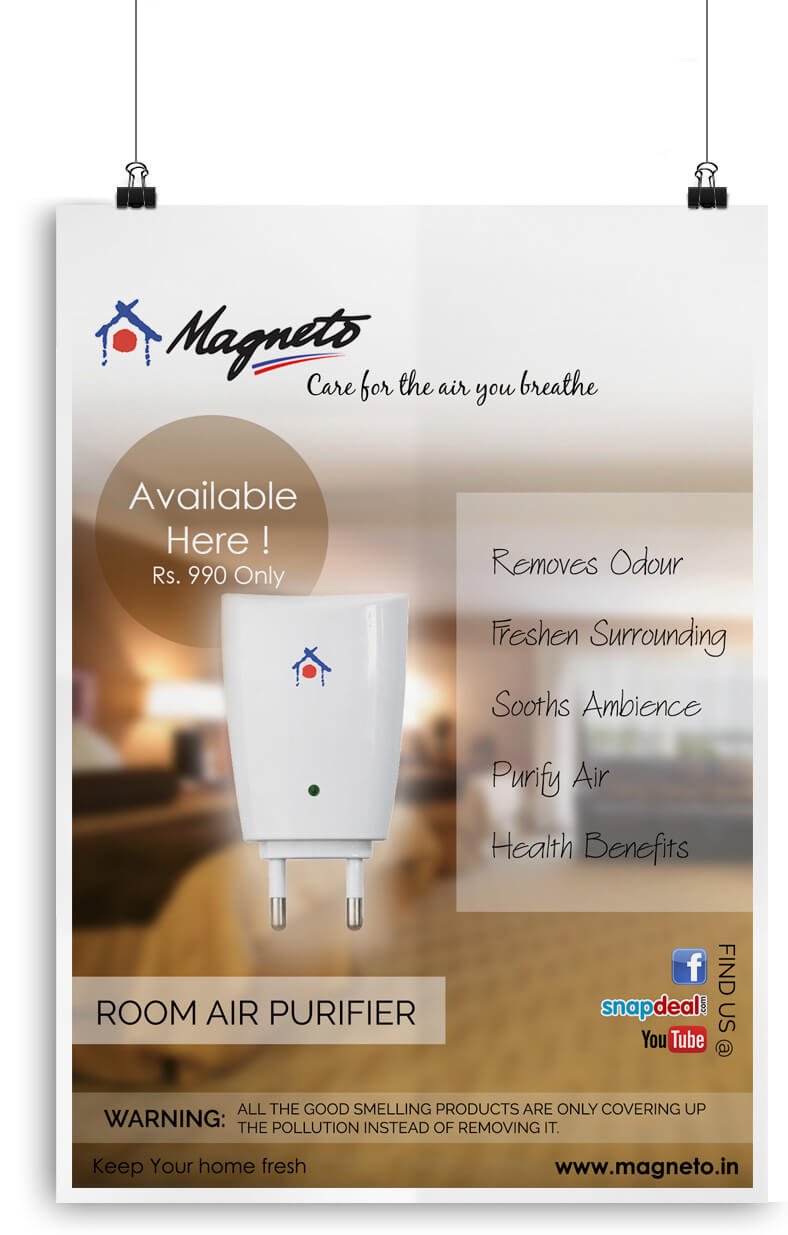 Magneto
Care for the air you breathe
Available
Here !
Rs. 990 Only
Removes Odour
Freshen Surrounding
Sooths Ambience
Purify Air
Health Benefits
ROOM AIR PURIFIER
f
snapdeal.com
YouTube
FIND US @
WARNING: ALL THE GOOD SMELLING PRODUCTS ARE ONLY COVERING UP
THE POLLUTION INSTEAD OF REMOVING IT.
Keep Your home fresh
www.magneto.in